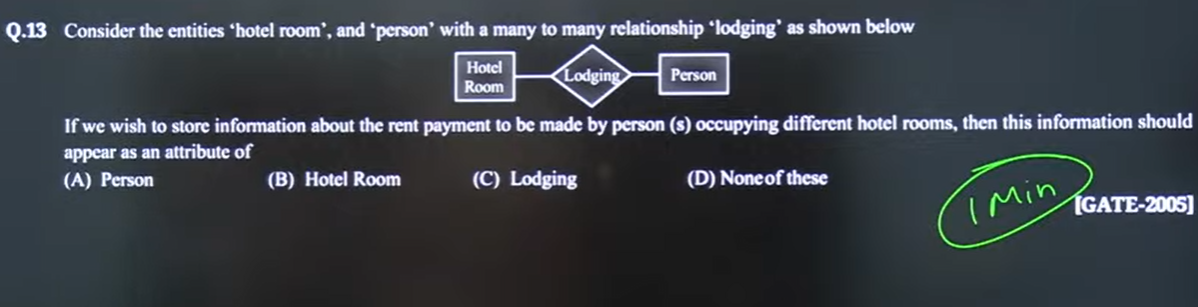 Q.13 Consider the entities ‘hotel room’, and ‘person’ with a many to many relationship ‘lodging’ as shown below
Hotel
Room
Lodging
Person
If we wish to store information about the rent payment to be made by person (s) occupying different hotel rooms, then this information should
appear as an attribute of
(A) Person (B) Hotel Room (C) Lodging (D) None of these
1 Min
[GATE-2005]